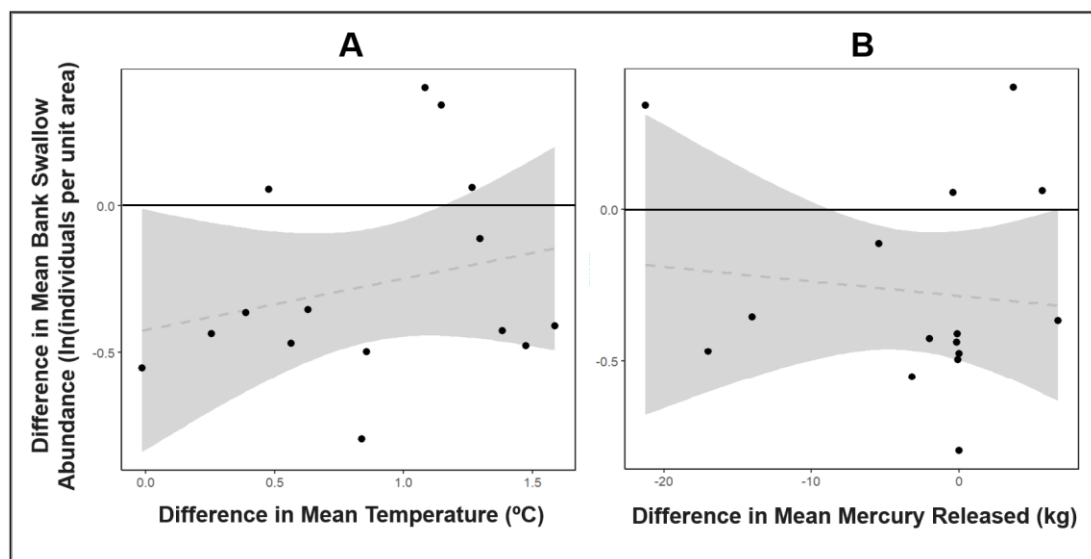 A
B
Difference in Mean Bank Swallow
Abundance (ln(individuals per unit area)
0.0
-0.5
0.0
-0.5
0.0
0.5
1.0
1.5
-20
-10
0
Difference in Mean Temperature (ºC)
Difference in Mean Mercury Released (kg)